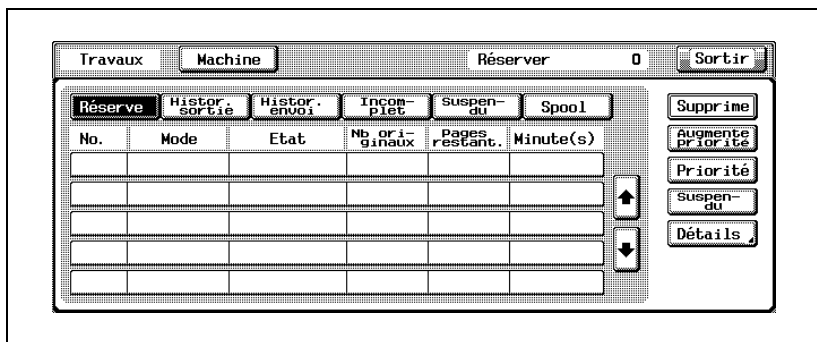 Travaux Machine Réserver 0 Sortir
Réserve Histor. sortie Histor. envoi Incom- plet Suspen- du Spool Supprime
No. Mode Etat Nb ori- ginaux Pages restant. Minute(s) Augmente priorité
Priorité
Suspen- du
Détails